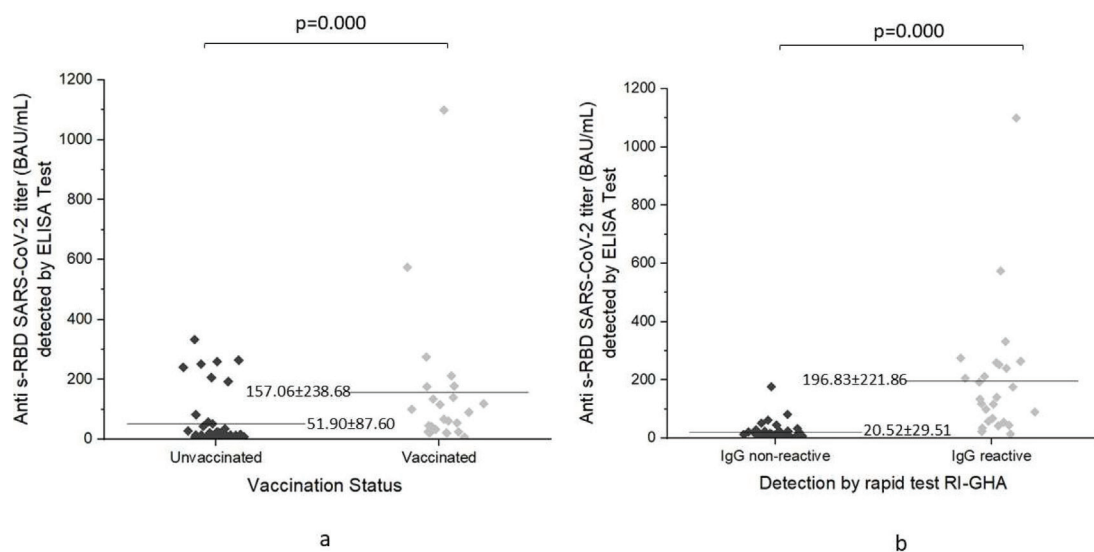 p=0.000
Anti s-RBD SARS-CoV-2 titer (BAU/mL)
detected by ELISA Test
1200
1000
800
600
400
200
0
157.06±238.68
51.90±87.60
Unvaccinated
Vaccinated
Vaccination Status
a
p=0.000
Anti s-RBD SARS-CoV-2 titer (BAU/mL)
detected by ELISA Test
1200
1000
800
600
400
200
0
196.83±221.86
20.52±29.51
IgG non-reactive
IgG reactive
Detection by rapid test RI-GHA
b